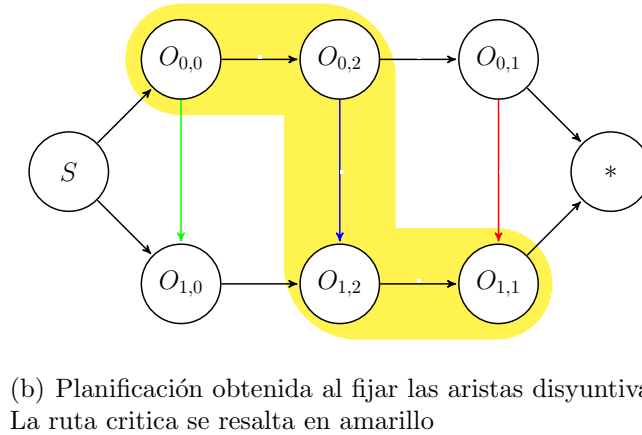 O0,0 O0,2 O0,1
S *
O1,0 O1,2 O1,1
(b) Planificación obtenida al fijar las aristas disyuntiva
La ruta critica se resalta en amarillo